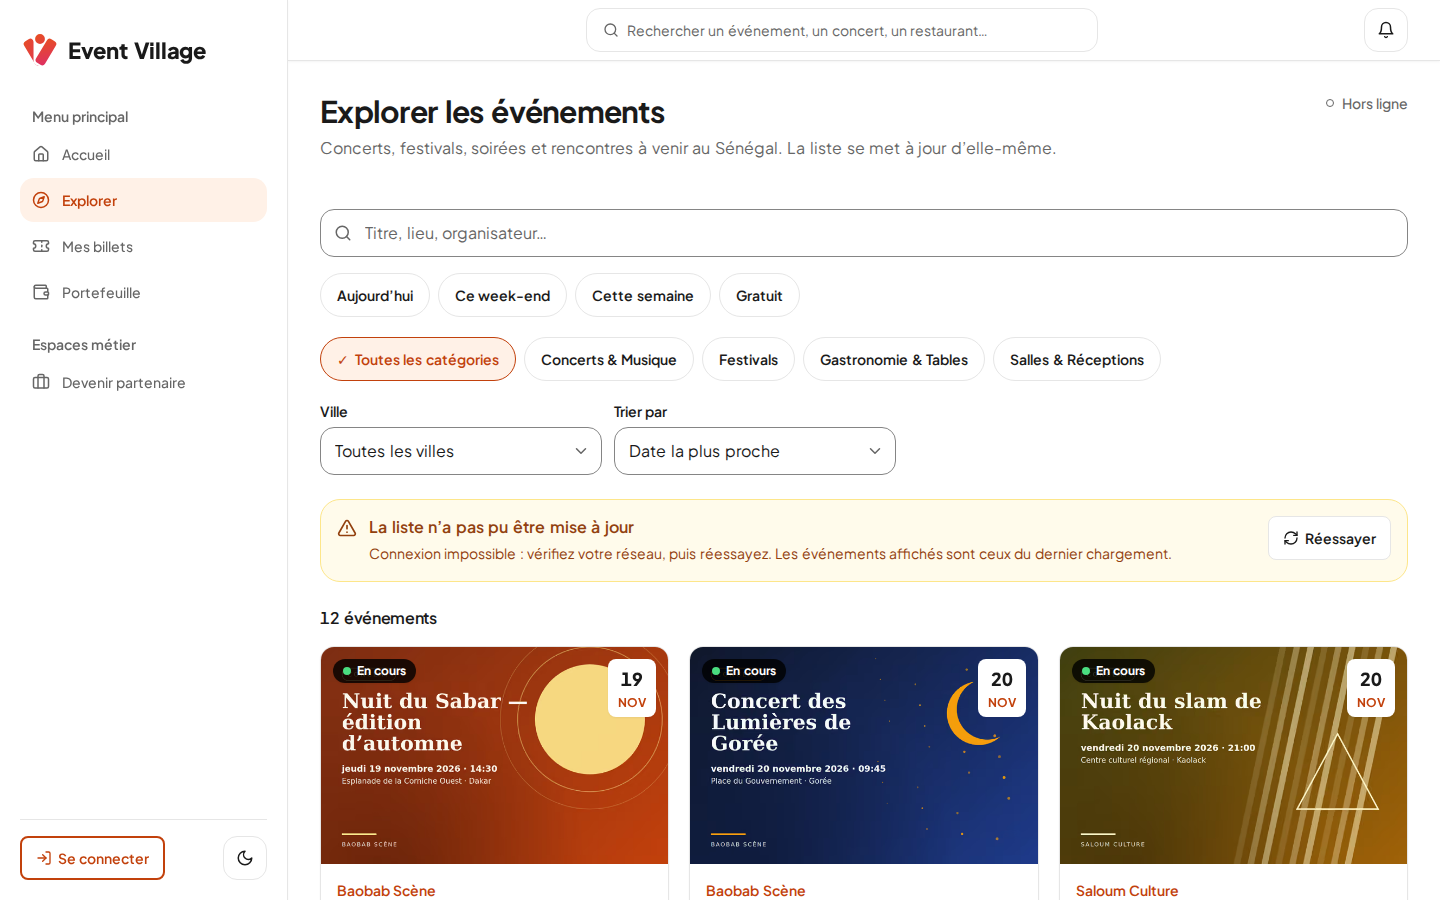 Event Village
Rechercher un événement, un concert, un restaurant...
Menu principal
Accueil
Explorer
Mes billets
Portefeuille
Espaces métier
Devenir partenaire
Se connecter
Explorer les événements
Hors ligne
Concerts, festivals, soirées et rencontres à venir au Sénégal. La liste se met à jour d’elle-même.
Titre, lieu, organisateur...
Aujourd’hui
Ce week-end
Cette semaine
Gratuit
✓ Toutes les catégories
Concerts & Musique
Festivals
Gastronomie & Tables
Salles & Réceptions
Ville
Trier par
Toutes les villes
Date la plus proche
La liste n’a pas pu être mise à jour
Connexion impossible : vérifiez votre réseau, puis réessayez. Les événements affichés sont ceux du dernier chargement.
Réessayer
12 événements
En cours
19
NOV
Nuit du Sabar —
édition
d’automne
jeudi 19 novembre 2026 · 14:30
Esplanade de la Corniche Ouest · Dakar
BAOBAB SCÈNE
Baobab Scène
En cours
20
NOV
Concert des
Lumières de
Gorée
vendredi 20 novembre 2026 · 09:45
Place du Gouvernement · Gorée
BAOBAB SCÈNE
Baobab Scène
En cours
20
NOV
Nuit du slam de
Kaolack
vendredi 20 novembre 2026 · 21:00
Centre culturel régional · Kaolack
SALOUM CULTURE
Saloum Culture